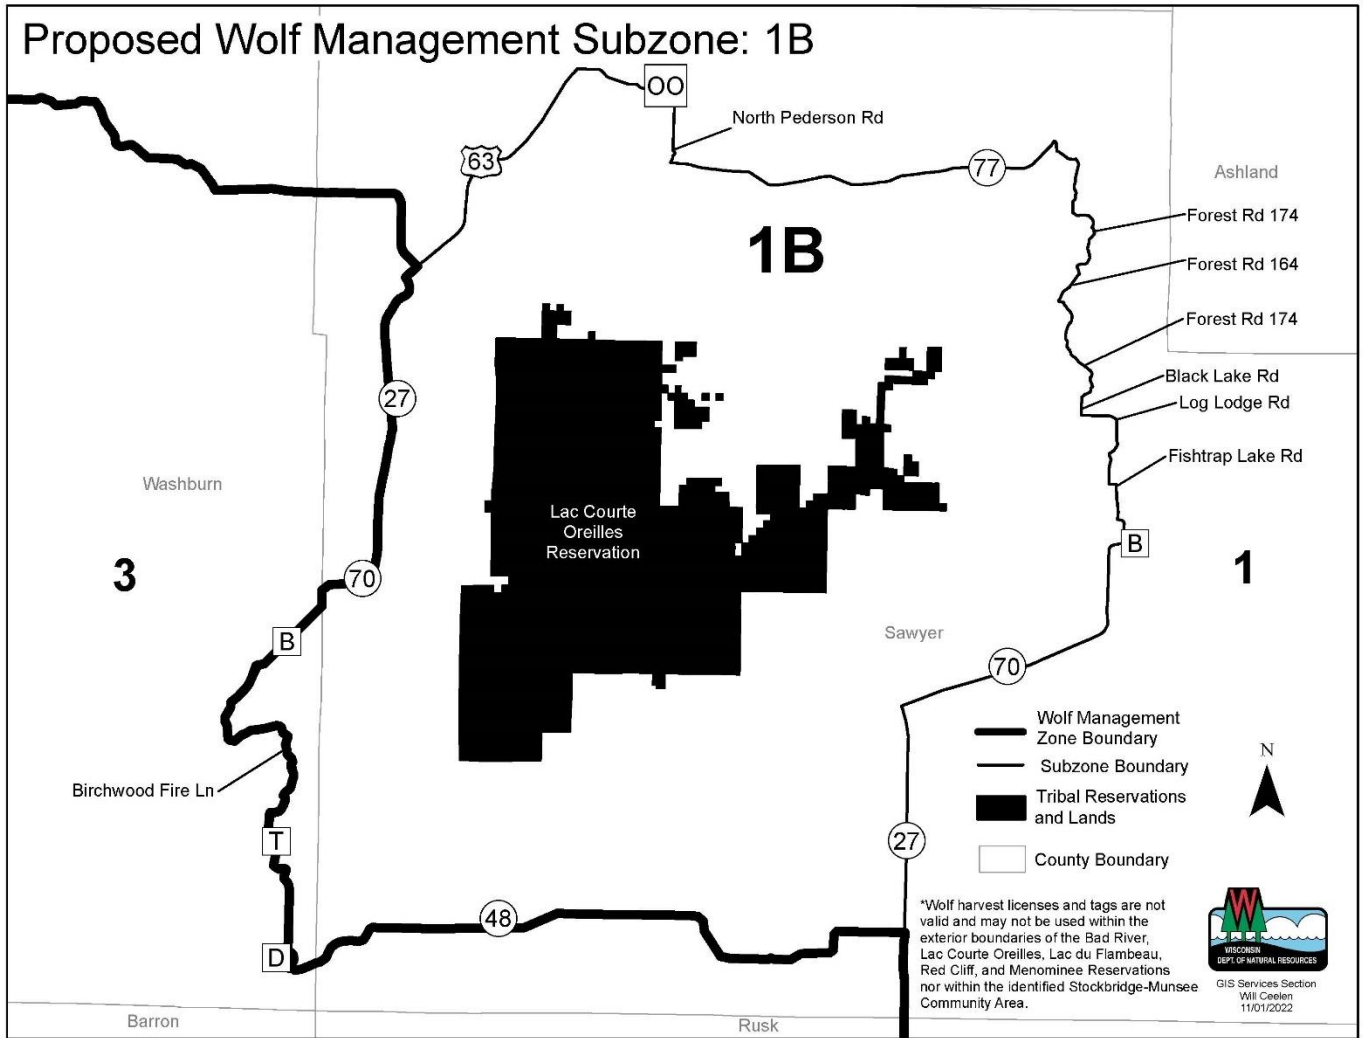 Proposed Wolf Management Subzone: 1B
OO
North Pederson Rd
63
77
Ashland
Forest Rd 174
1B
Forest Rd 164
Forest Rd 174
Black Lake Rd
27
Log Lodge Rd
Fishtrap Lake Rd
Washburn
Lac Courte
Oreilles
Reservation
B
3
70
1
B
Sawyer
70
Wolf Management
Zone Boundary
Subzone Boundary
N
Birchwood Fire Ln
Tribal Reservations
and Lands
T
27
County Boundary
48
*Wolf harvest licenses and tags are not
valid and may not be used within the
exterior boundaries of the Bad River,
Lac Courte Oreilles, Lac du Flambeau,
Red Cliff, and Menominee Reservations
nor within the identified Stockbridge-Munsee
Community Area.
W
WISCONSIN
DEPT. OF NATURAL RESOURCES
GIS Services Section
Will Ceelen
11/01/2022
D
Barron
Rusk